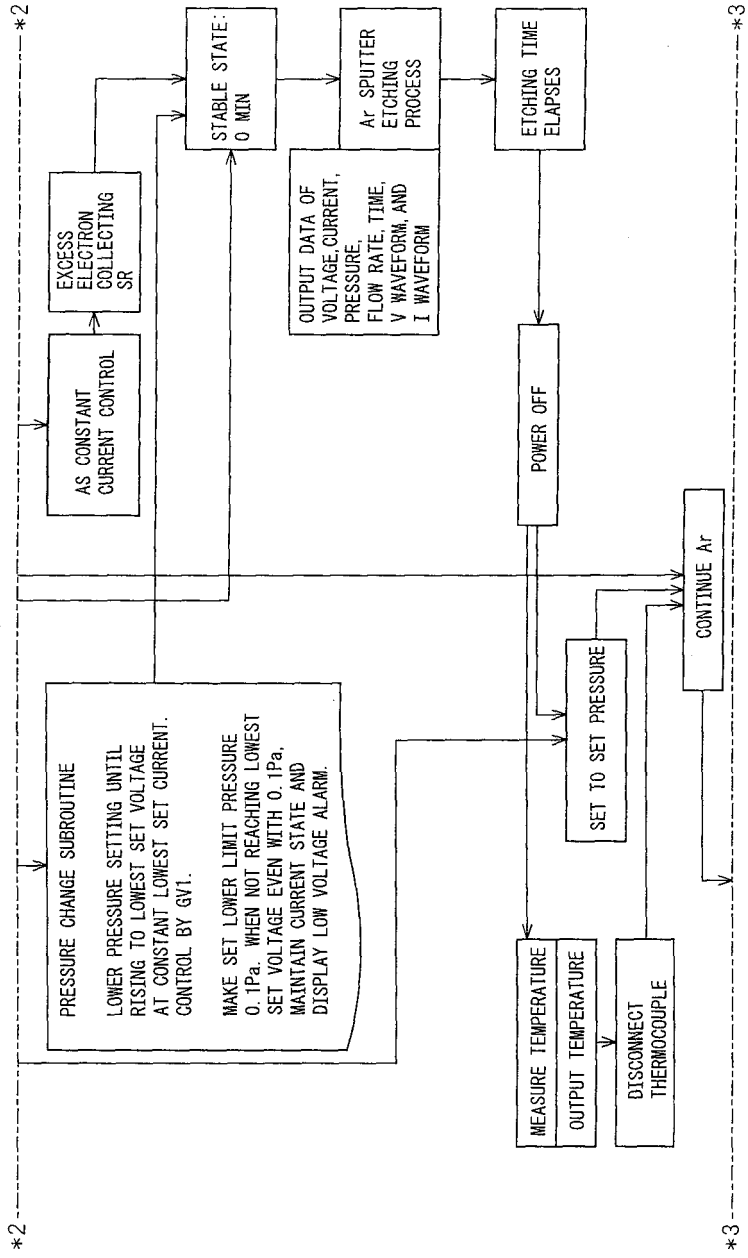 *2
*2
PRESSURE CHANGE SUBROUTINE
LOWER PRESSURE SETTING UNTIL
RISING TO LOWEST SET VOLTAGE
AT CONSTANT LOWEST SET CURRENT.
CONTROL BY GV1.
MAKE SET LOWER LIMIT PRESSURE
0.1Pa. WHEN NOT REACHING LOWEST
SET VOLTAGE EVEN WITH 0.1Pa,
MAINTAIN CURRENT STATE AND
DISPLAY LOW VOLTAGE ALARM.
AS CONSTANT
CURRENT CONTROL
EXCESS
ELECTRON
COLLECTING
SR
STABLE STATE:
0 MIN
OUTPUT DATA OF
VOLTAGE,CURRENT,
PRESSURE,
FLOW RATE, TIME,
V WAVEFORM, AND
I WAVEFORM
Ar SPUTTER
ETCHING
PROCESS
ETCHING TIME
ELAPSES
POWER OFF
MEASURE TEMPERATURE
OUTPUT TEMPERATURE
SET TO SET PRESSURE
DISCONNECT
THERMOCOUPLE
CONTINUE Ar
*3
*3